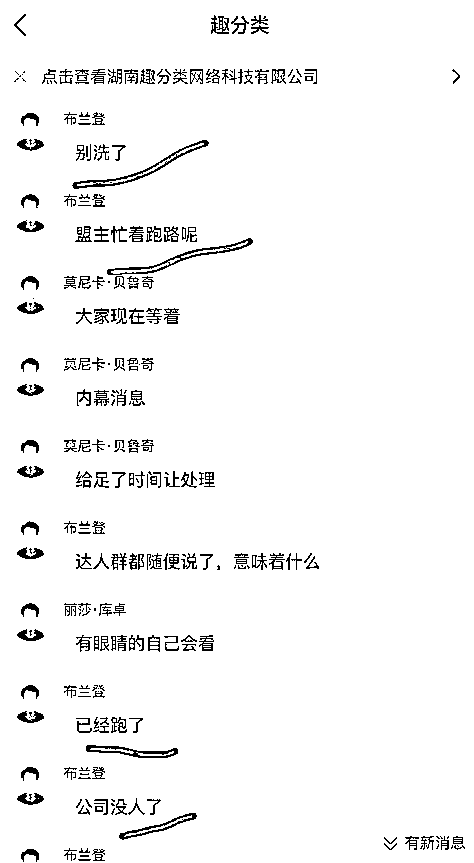 趣分类
点击查看湖南趣分类网络科技有限公司
布兰登
别洗了
布兰登
盟主忙着跑路呢
莫尼卡·贝鲁奇
大家现在等着
莫尼卡·贝鲁奇
内幕消息
莫尼卡·贝鲁奇
给足了时间让处理
布兰登
达人群都随便说了，意味着什么
丽莎·库卓
有眼睛的自己会看
布兰登
已经跑了
布兰登
公司没人了
有新消息
布兰登